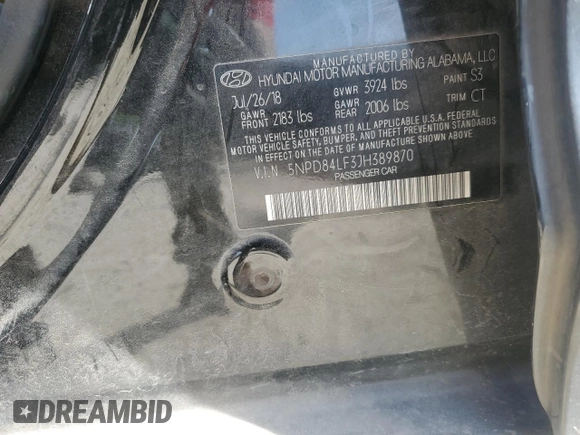 MANUFACTURED BY
HYUNDAI MOTOR MANUFACTURING ALABAMA, LLC
Jul/26/18 GVWR 3924 lbs PAINT S3
GAWR FRONT 2183 lbs GAWR REAR 2006 lbs TRIM CT
THIS VEHICLE CONFORMS TO ALL APPLICABLE U.S.A. FEDERAL
MOTOR VEHICLE SAFETY, BUMPER, AND THEFT PREVENTION STANDARDS
IN EFFECT ON THE DATE OF MANUFACTURE SHOWN ABOVE.
V.I.N 5NPD84LF3JH389870
PASSENGER CAR
DREAMBID